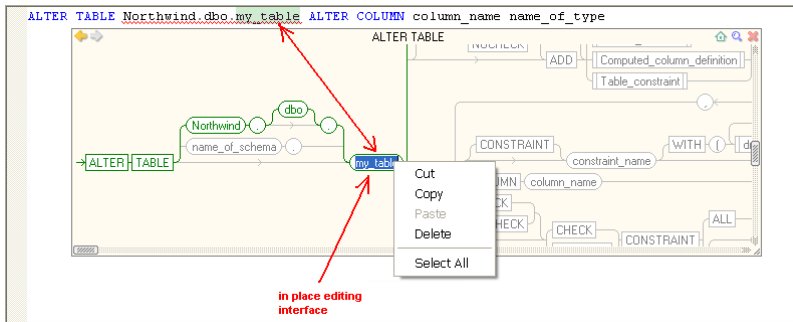 ALTER TABLE Northwind.dbo.my_table ALTER COLUMN column_name name_of_type
ALTER TABLE
NOCHECK
ADD
Computed_column_definition
Table_constraint
dbo
Northwind . .
name_of_schema .
,
ALTER TABLE
my_table
CONSTRAINT
WITH (
constraint_name
column_name
CHECK
CONSTRAINT
ALL
Cut
Copy
Paste
Delete
Select All
in place editing
interface